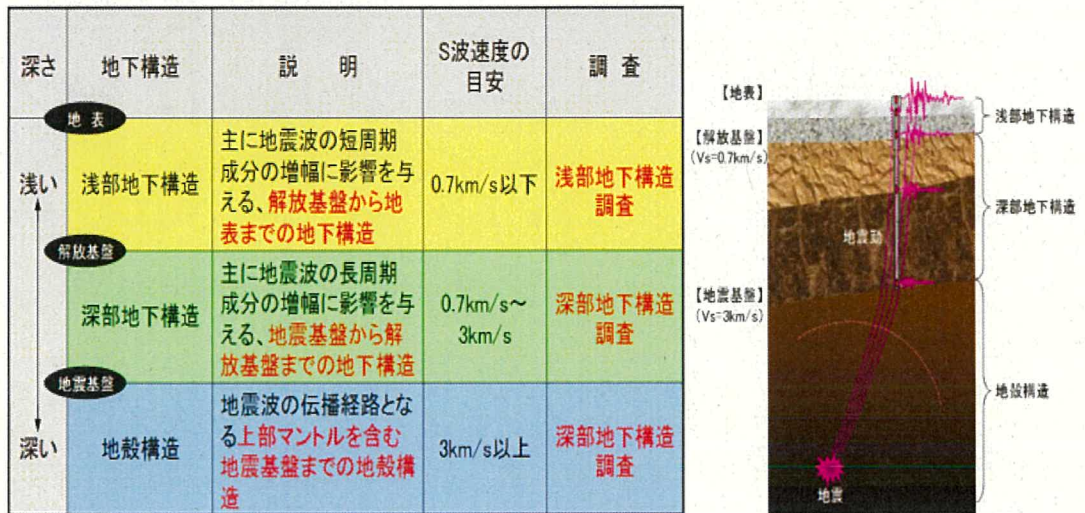 深さ
地下構造
説 明
S波速度の
目安
調 査
地 表
浅い
浅部地下構造
主に地震波の短周期
成分の増幅に影響を与
える、解放基盤から地
表までの地下構造
0.7km/s以下
浅部地下構造
調査
解放基盤
深部地下構造
主に地震波の長周期
成分の増幅に影響を与
える、地震基盤から解
放基盤までの地下構造
0.7km/s～
3km/s
深部地下構造
調査
地震基盤
深い
地殻構造
地震波の伝播経路とな
る上部マントルを含む
地震基盤までの地殻構
造
3km/s以上
深部地下構造
調査
【地表】
【解放基盤】
(Vs=0.7km/s)
【地震基盤】
(Vs=3km/s)
地震動
地震
浅部地下構造
深部地下構造
地殻構造